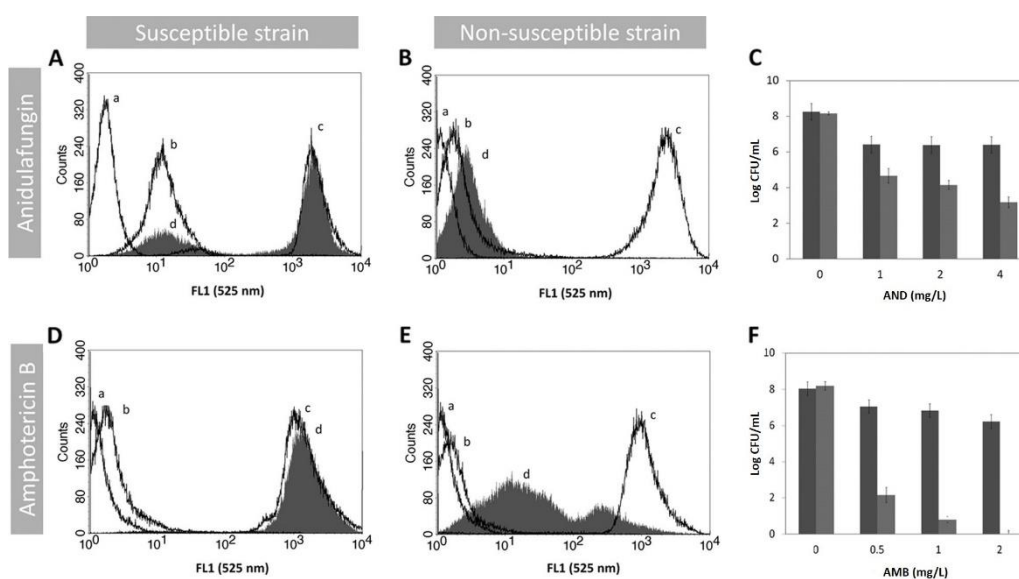 Susceptible strain
Non-susceptible strain
Anidulafungin
A
400
320
240
160
80
0
Counts
a
b
c
d
10⁰
10¹
10²
10³
10⁴
FL1 (525 nm)
B
400
320
240
160
80
0
Counts
a
b
d
c
10⁰
10¹
10²
10³
10⁴
FL1 (525 nm)
C
10
8
6
4
2
0
Log CFU/mL
0
1
2
4
AND (mg/L)
Amphotericin B
D
400
320
240
160
80
0
Counts
a
b
c
d
10⁰
10¹
10²
10³
10⁴
FL1 (525 nm)
E
400
320
240
160
80
0
Counts
a
b
d
c
10⁰
10¹
10²
10³
10⁴
FL1 (525 nm)
F
10
8
6
4
2
0
Log CFU/mL
0
0.5
1
2
AMB (mg/L)